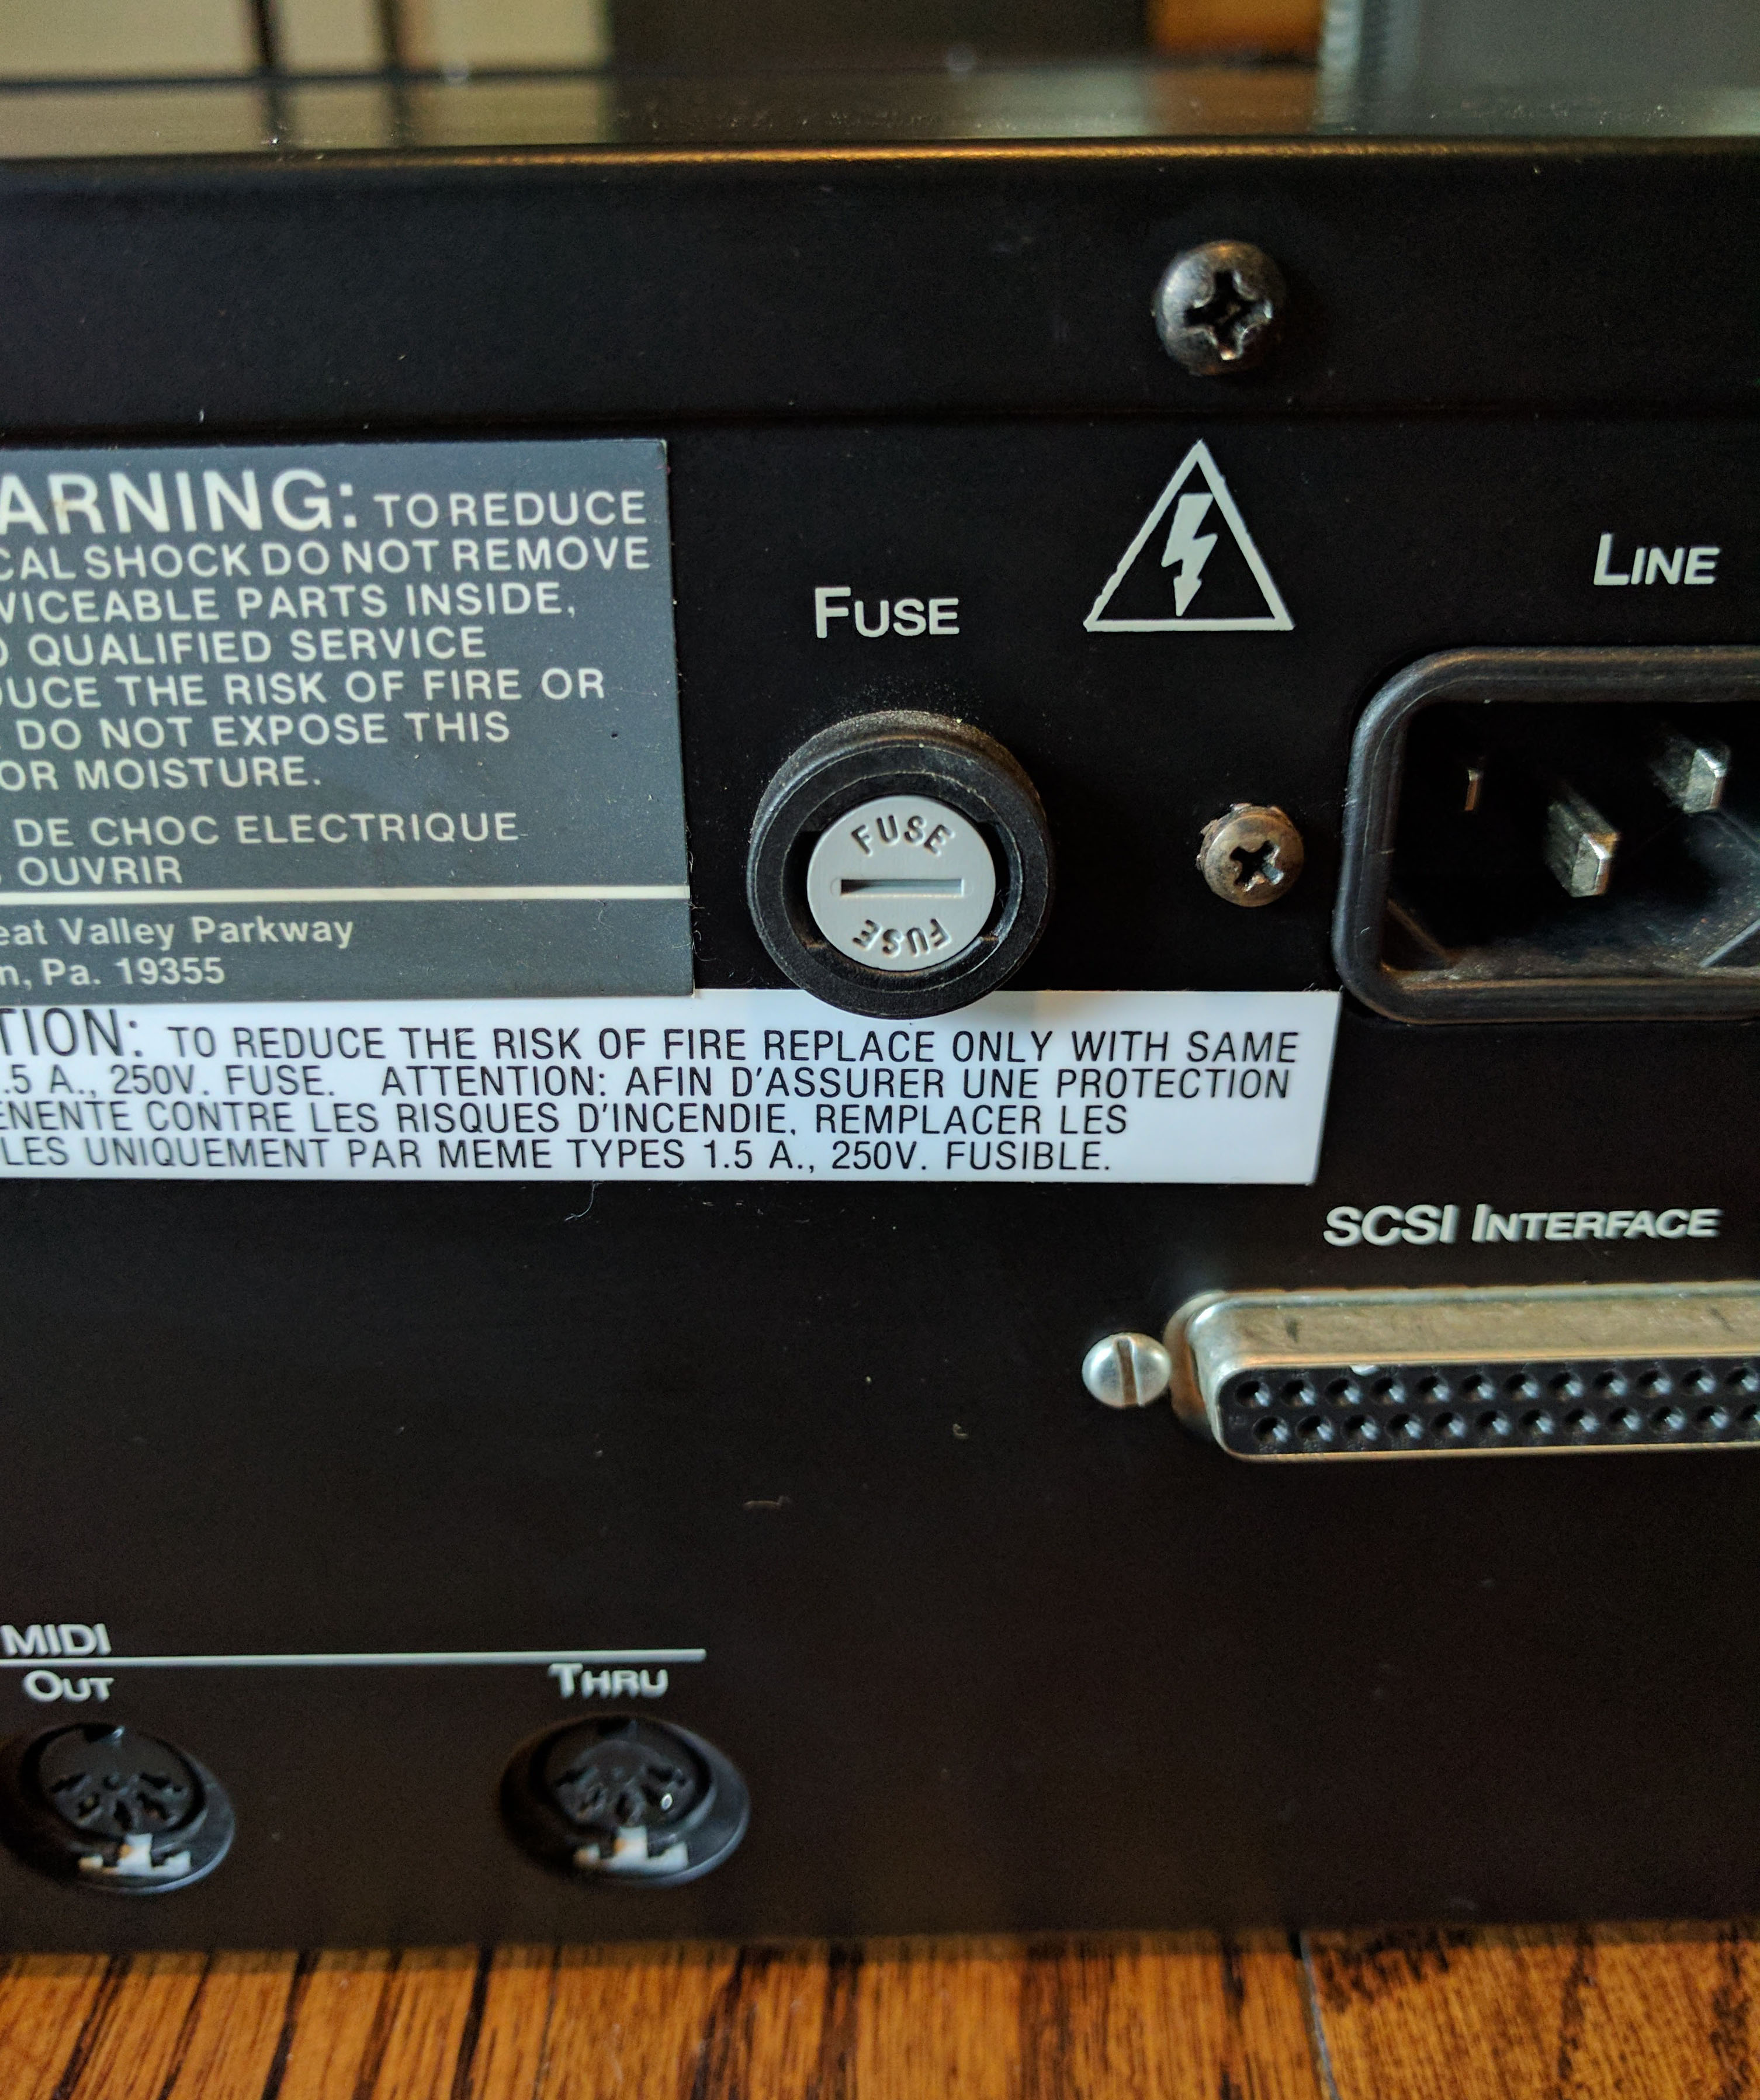 ARNING: TO REDUCE
CAL SHOCK DO NOT REMOVE
VICEABLE PARTS INSIDE,
O QUALIFIED SERVICE
DUCE THE RISK OF FIRE OR
DO NOT EXPOSE THIS
OR MOISTURE.
DE CHOC ELECTRIQUE
OUVRIR
eat Valley Parkway
n, Pa. 19355
FUSE
LINE
FUSE
FUSE
TION: TO REDUCE THE RISK OF FIRE REPLACE ONLY WITH SAME
.5 A., 250V. FUSE. ATTENTION: AFIN D'ASSURER UNE PROTECTION
ENENTE CONTRE LES RISQUES D'INCENDIE, REMPLACER LES
LES UNIQUEMENT PAR MEME TYPES 1.5 A., 250V. FUSIBLE.
SCSI INTERFACE
MIDI
OUT THRU